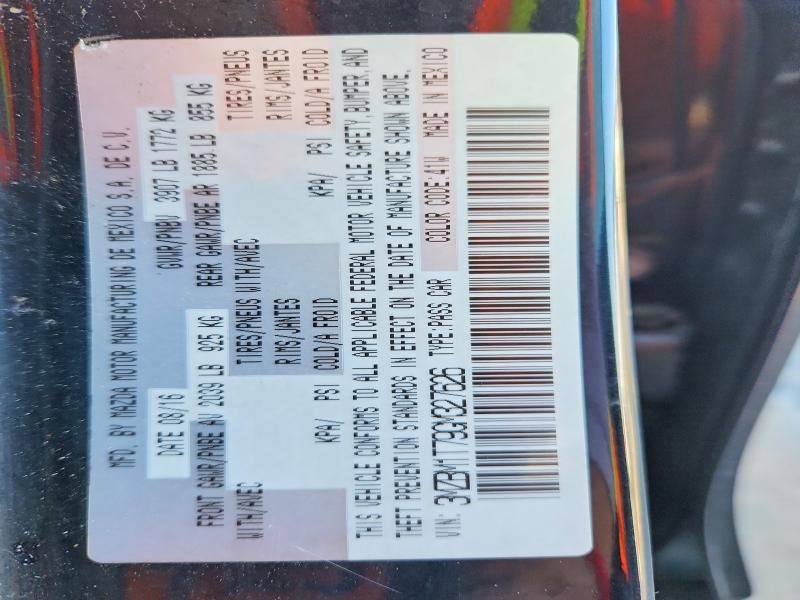 MFD. BY MAZDA MOTOR MANUFACTURING DE MEXICO S.A. DE C.V.
DATE 08/16 GVWR/PNBV 3907 LB 1772 KG
FRONT GAWR/PNBE AV 2039 LB 925 KG REAR GAWR/PNBE AR 1885 LB 855 KG
WITH/AVEC TIRES/PNEUS WITH/AVEC TIRES/PNEUS
RIMS/JANTES RIMS/JANTES
KPA/ PSI COLD/A FROID KPA/ PSI COLD/A FROID
THIS VEHICLE CONFORMS TO ALL APPLICABLE FEDERAL MOTOR VEHICLE SAFETY, BUMPER, AND
THEFT PREVENTION STANDARDS IN EFFECT ON THE DATE OF MANUFACTURE SHOWN ABOVE.
VIN: 3MZBM1T79GM327626 TYPE:PASS CAR COLOR CODE:41W MADE IN MEXICO